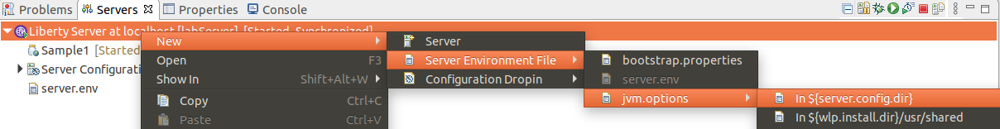 Problems Servers Properties Console
Liberty Server at localhost [labServer] [Started, Synchronized]
New Server
Sample1 [Started
Open F3 Server Environment File bootstrap.properties
Server Configurati
Show In Shift+Alt+W Configuration Dropin server.env
server.env
Copy Ctrl+C jvm.options In ${server.config.dir}
Paste Ctrl+V In ${wlp.install.dir}/usr/shared